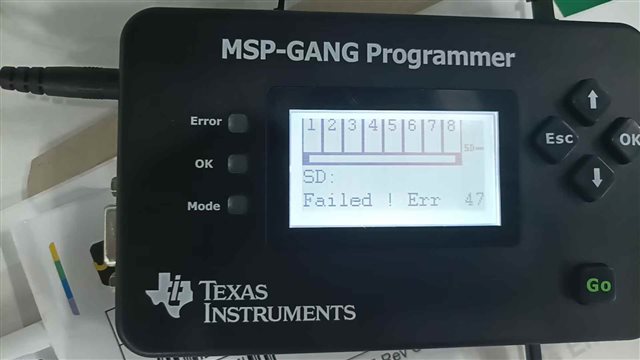 MSP-GANG Programmer
Error
OK
Mode
1 2 3 4 5 6 7 8
SD
SD:
Failed ! Err 47
Esc
OK
Go
TEXAS
INSTRUMENTS